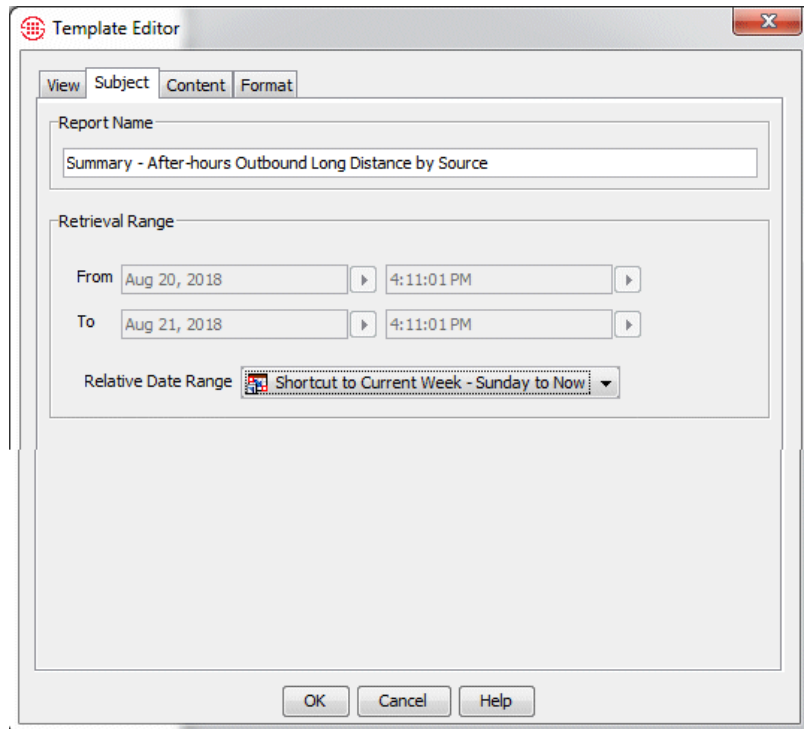 Template Editor
View Subject Content Format
Report Name
Summary - After-hours Outbound Long Distance by Source
Retrieval Range
From Aug 20, 2018 4:11:01 PM
To Aug 21, 2018 4:11:01 PM
Relative Date Range Shortcut to Current Week - Sunday to Now
OK Cancel Help